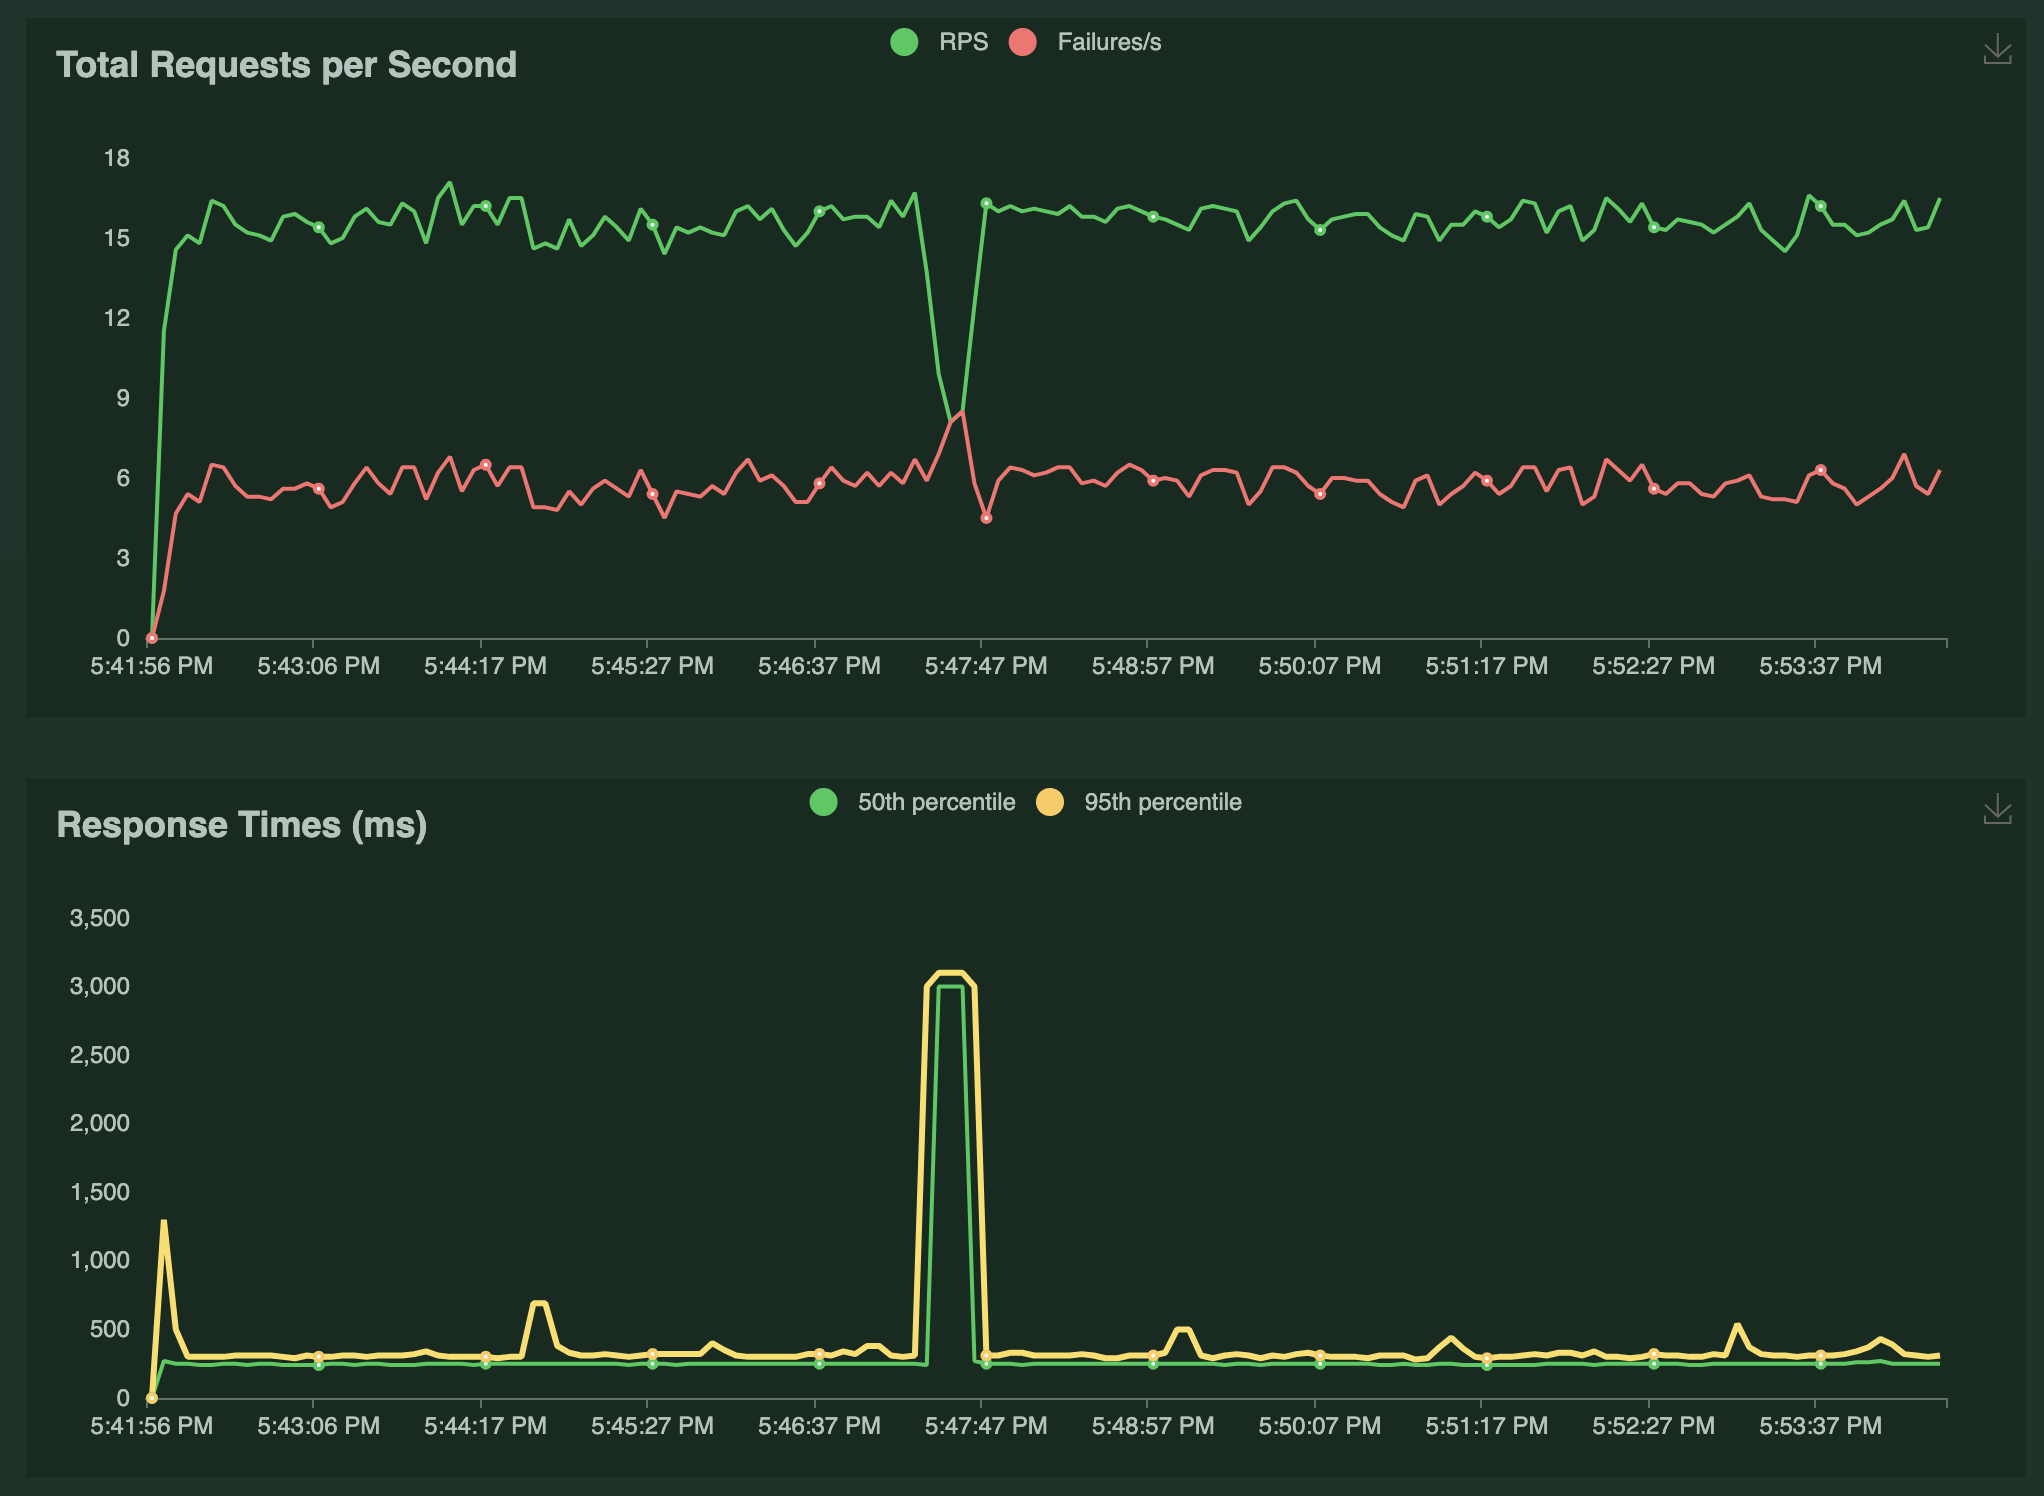 RPS Failures/s
Total Requests per Second
18
15
12
9
6
3
0
5:41:56 PM 5:43:06 PM 5:44:17 PM 5:45:27 PM 5:46:37 PM 5:47:47 PM 5:48:57 PM 5:50:07 PM 5:51:17 PM 5:52:27 PM 5:53:37 PM
50th percentile 95th percentile
Response Times (ms)
3,500
3,000
2,500
2,000
1,500
1,000
500
0
5:41:56 PM 5:43:06 PM 5:44:17 PM 5:45:27 PM 5:46:37 PM 5:47:47 PM 5:48:57 PM 5:50:07 PM 5:51:17 PM 5:52:27 PM 5:53:37 PM